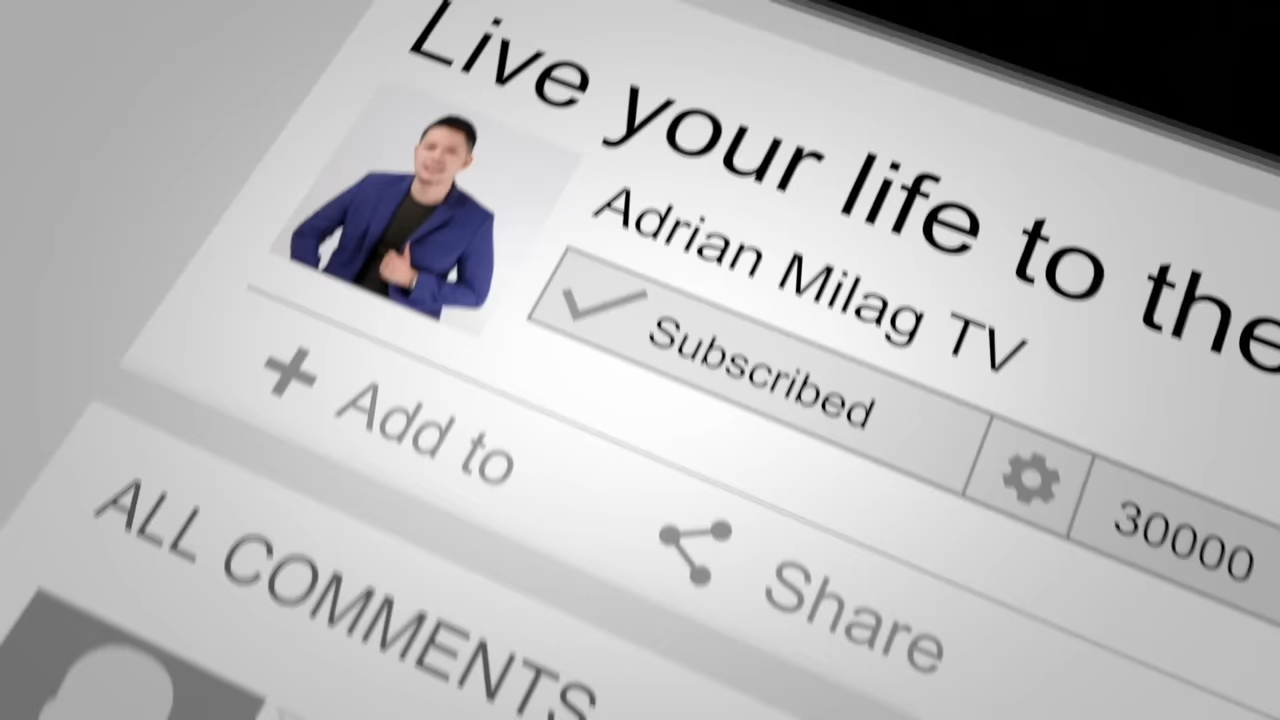 Live your life to the
Adrian Milag TV
Subscribed
30000
Add to
Share
ALL COMMENTS